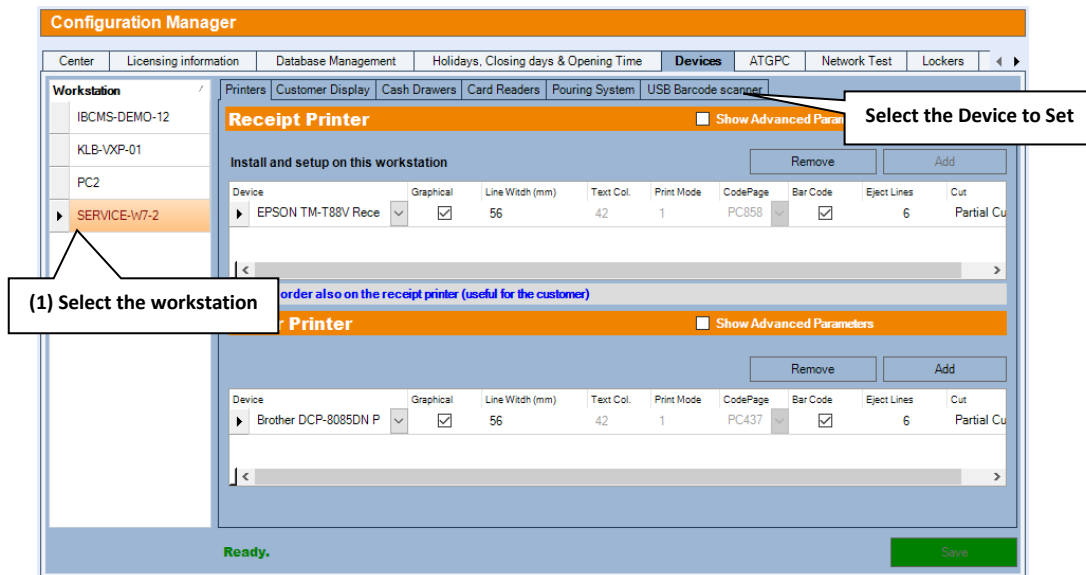 Configuration Manager
Center Licensing information Database Management Holidays, Closing days & Opening Time Devices ATGPC Network Test Lockers
Workstation
IBCMS-DEMO-12
KLB-VXP-01
PC2
SERVICE-W7-2
(1) Select the workstation
Printers Customer Display Cash Drawers Card Readers Pouring System USB Barcode scanner
Select the Device to Set
Receipt Printer Show Advanced Param
Install and setup on this workstation Remove Add
Device Graphical Line Witdh (mm) Text Col. Print Mode CodePage Bar Code Eject Lines Cut
EPSON TM-T88V Rece 56 42 1 PC858 6 Partial Cu
order also on the receipt printer (useful for the customer)
Printer Show Advanced Parameters
Remove Add
Device Graphical Line Witdh (mm) Text Col. Print Mode CodePage Bar Code Eject Lines Cut
Brother DCP-8085DN P 56 42 1 PC437 6 Partial Cu
Ready. Save